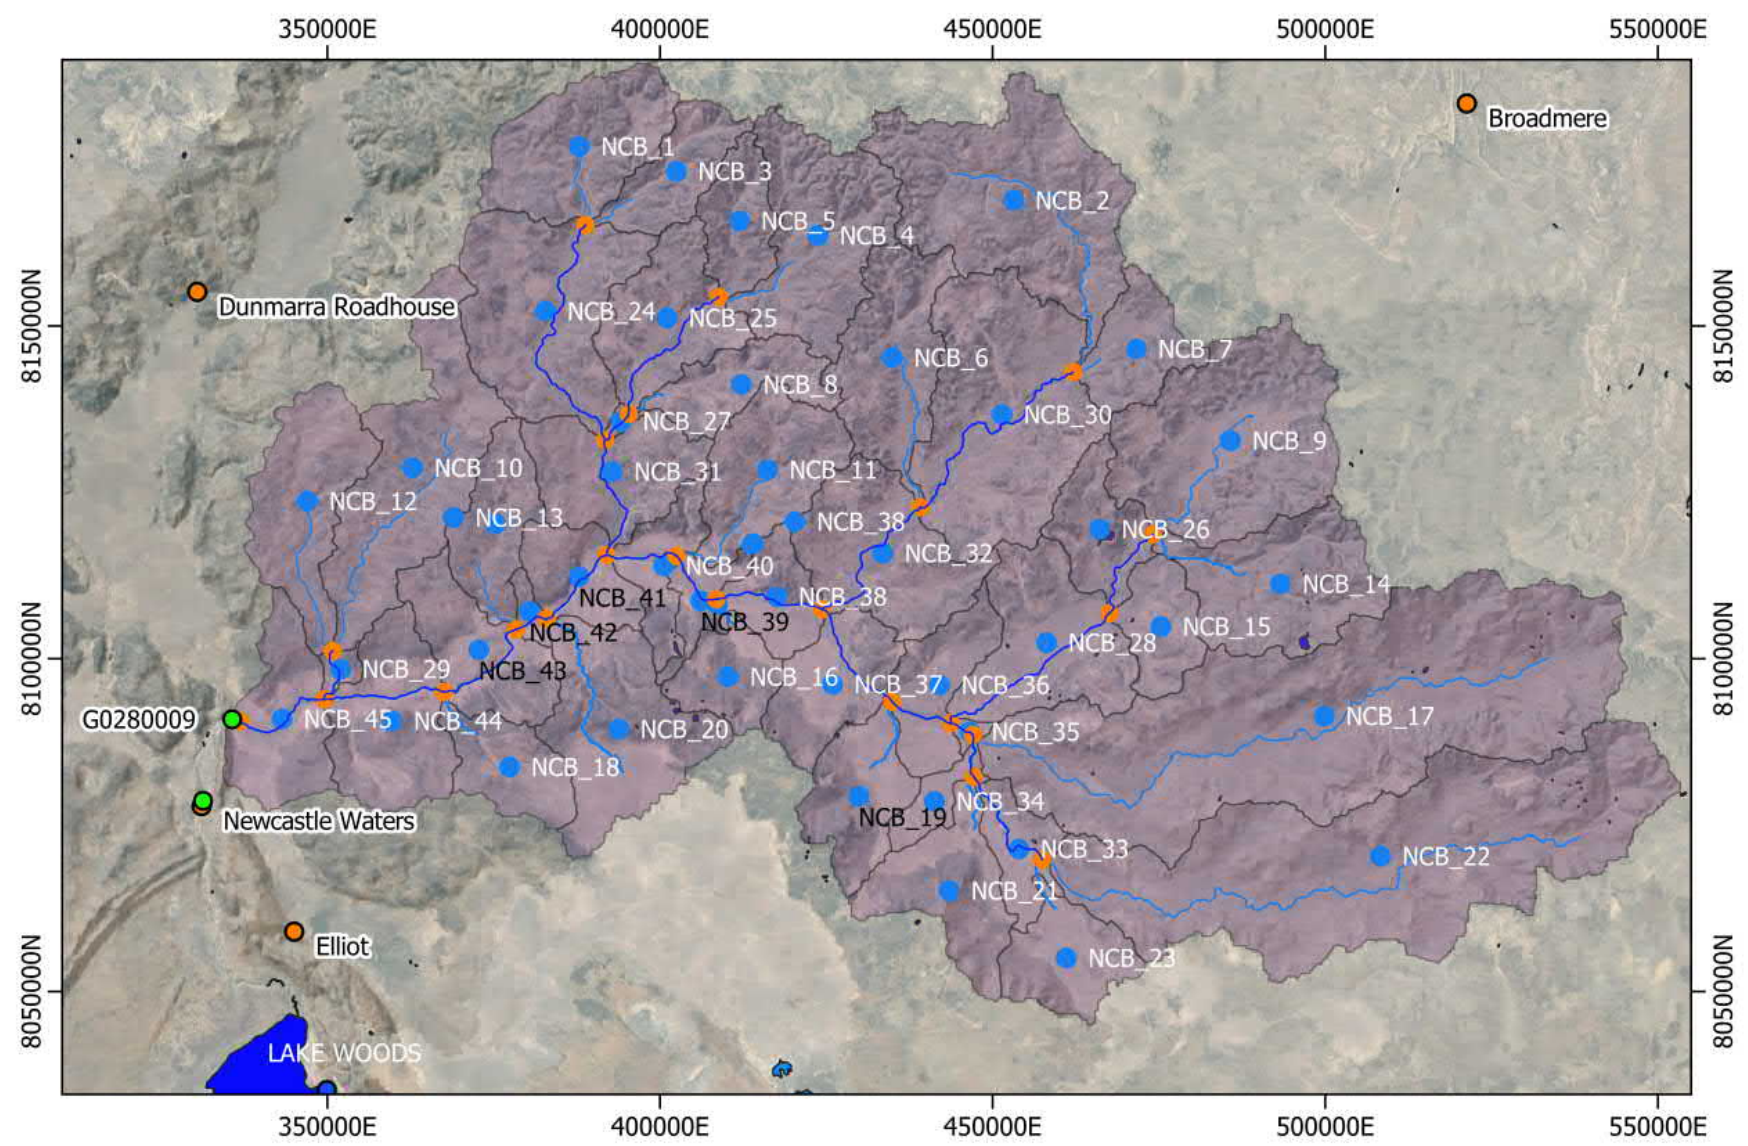 350000E
400000E
450000E
500000E
550000E
Broadmere
NCB_1
NCB_3
NCB_2
NCB_5
NCB_4
8150000N
8150000N
Dunmarra Roadhouse
NCB_24
NCB_25
NCB_6
NCB_7
NCB_8
NCB_30
NCB_27
NCB_9
NCB_10
NCB_31
NCB_11
NCB_12
NCB_13
NCB_38
NCB_26
NCB_32
NCB_40
NCB_14
NCB_41
NCB_38
NCB_39
NCB_42
NCB_15
NCB_28
8100000N
8100000N
NCB_29
NCB_43
NCB_16
NCB_37
NCB_36
G0280009
NCB_45
NCB_44
NCB_20
NCB_35
NCB_17
NCB_18
NCB_34
NCB_19
Newcastle Waters
NCB_33
NCB_22
NCB_21
Elliot
NCB_23
8050000N
8050000N
LAKE WOODS
350000E
400000E
450000E
500000E
550000E